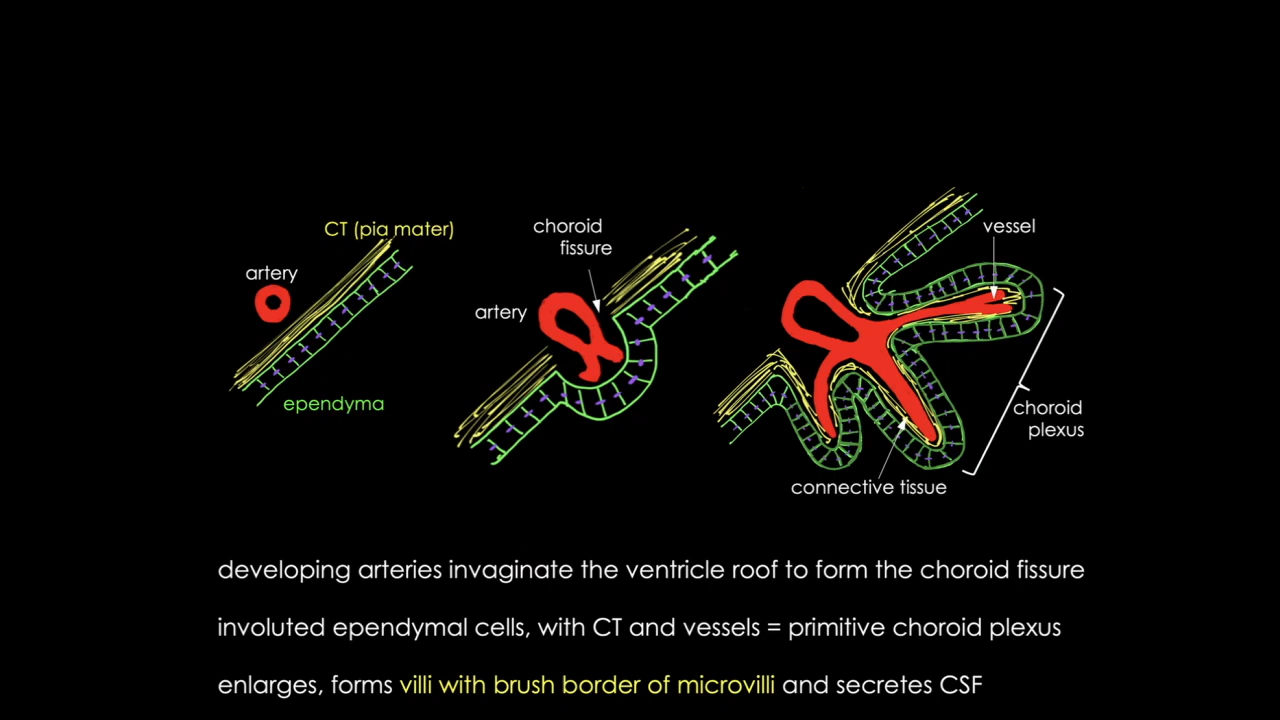 CT (pia mater)
artery
ependyma
choroid
fissure
artery
vessel
choroid
plexus
connective tissue
developing arteries invaginate the ventricle roof to form the choroid fissure
involuted ependymal cells, with CT and vessels = primitive choroid plexus
enlarges, forms villi with brush border of microvilli and secretes CSF